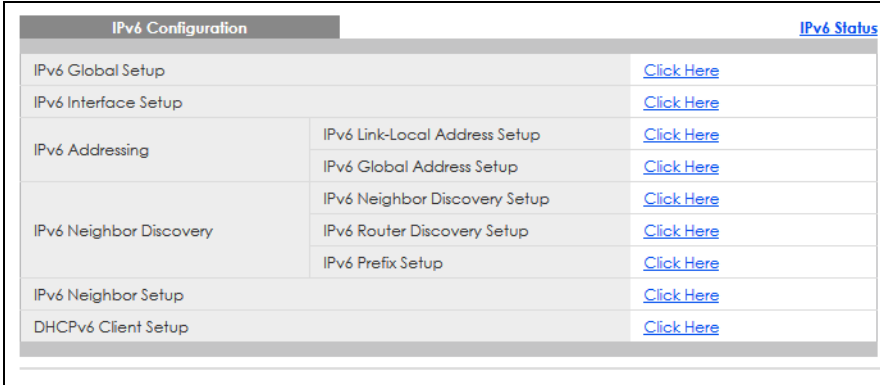 IPv6 Configuration IPv6 Status
IPv6 Global Setup Click Here
IPv6 Interface Setup Click Here
IPv6 Addressing
IPv6 Link-Local Address Setup Click Here
IPv6 Global Address Setup Click Here
IPv6 Neighbor Discovery
IPv6 Neighbor Discovery Setup Click Here
IPv6 Router Discovery Setup Click Here
IPv6 Prefix Setup Click Here
IPv6 Neighbor Setup Click Here
DHCPv6 Client Setup Click Here